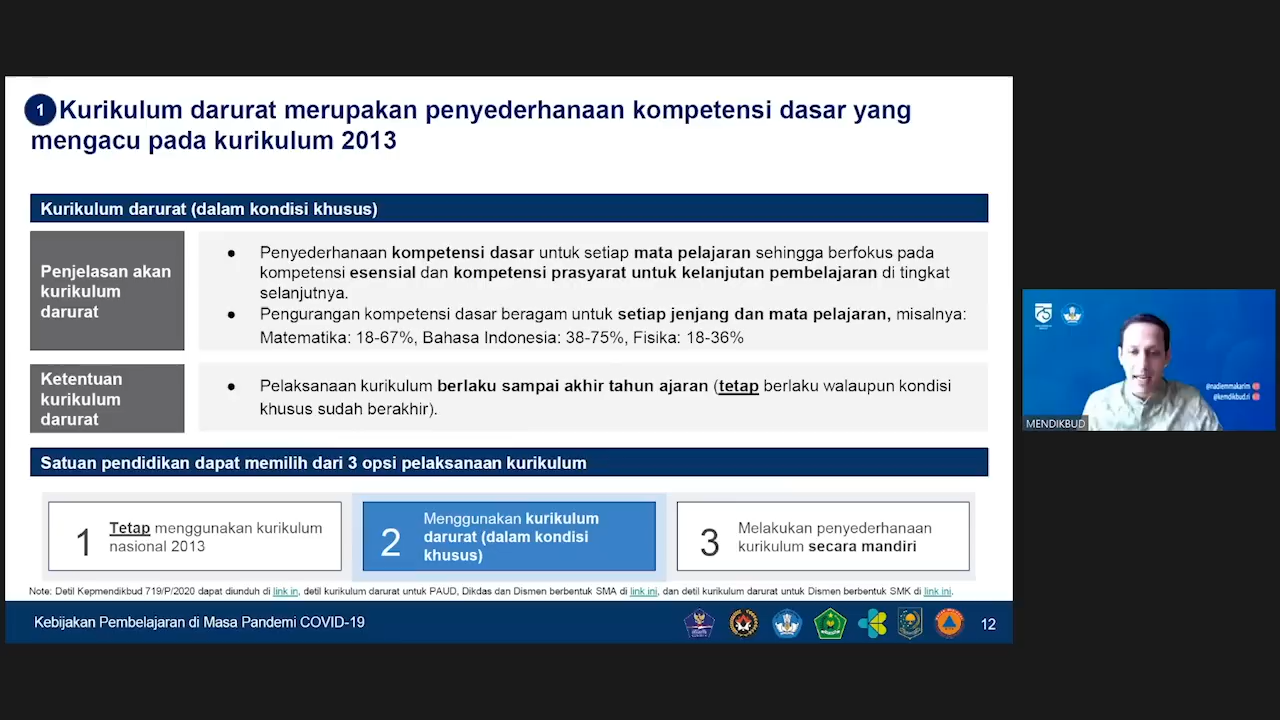 1 Kurikulum darurat merupakan penyederhanaan kompetensi dasar yang
mengacu pada kurikulum 2013
Kurikulum darurat (dalam kondisi khusus)
Penjelasan akan
kurikulum
darurat
● Penyederhanaan kompetensi dasar untuk setiap mata pelajaran sehingga berfokus pada
kompetensi esensial dan kompetensi prasyarat untuk kelanjutan pembelajaran di tingkat
selanjutnya.
● Pengurangan kompetensi dasar beragam untuk setiap jenjang dan mata pelajaran, misalnya:
Matematika: 18-67%, Bahasa Indonesia: 38-75%, Fisika: 18-36%
Ketentuan
kurikulum
darurat
● Pelaksanaan kurikulum berlaku sampai akhir tahun ajaran (tetap berlaku walaupun kondisi
khusus sudah berakhir).
Satuan pendidikan dapat memilih dari 3 opsi pelaksanaan kurikulum
1
Tetap menggunakan kurikulum
nasional 2013
2
Menggunakan kurikulum
darurat (dalam kondisi
khusus)
3
Melakukan penyederhanaan
kurikulum secara mandiri
Note: Detil Kepmendikbud 719/P/2020 dapat diunduh di link in, detil kurikulum darurat untuk PAUD, Dikdas dan Dismen berbentuk SMA di link ini, dan detil kurikulum darurat untuk Dismen berbentuk SMK di link ini.
Kebijakan Pembelajaran di Masa Pandemi COVID-19
12
@nadiemmakarim
@kemdikbud.ri
MENDIKBUD